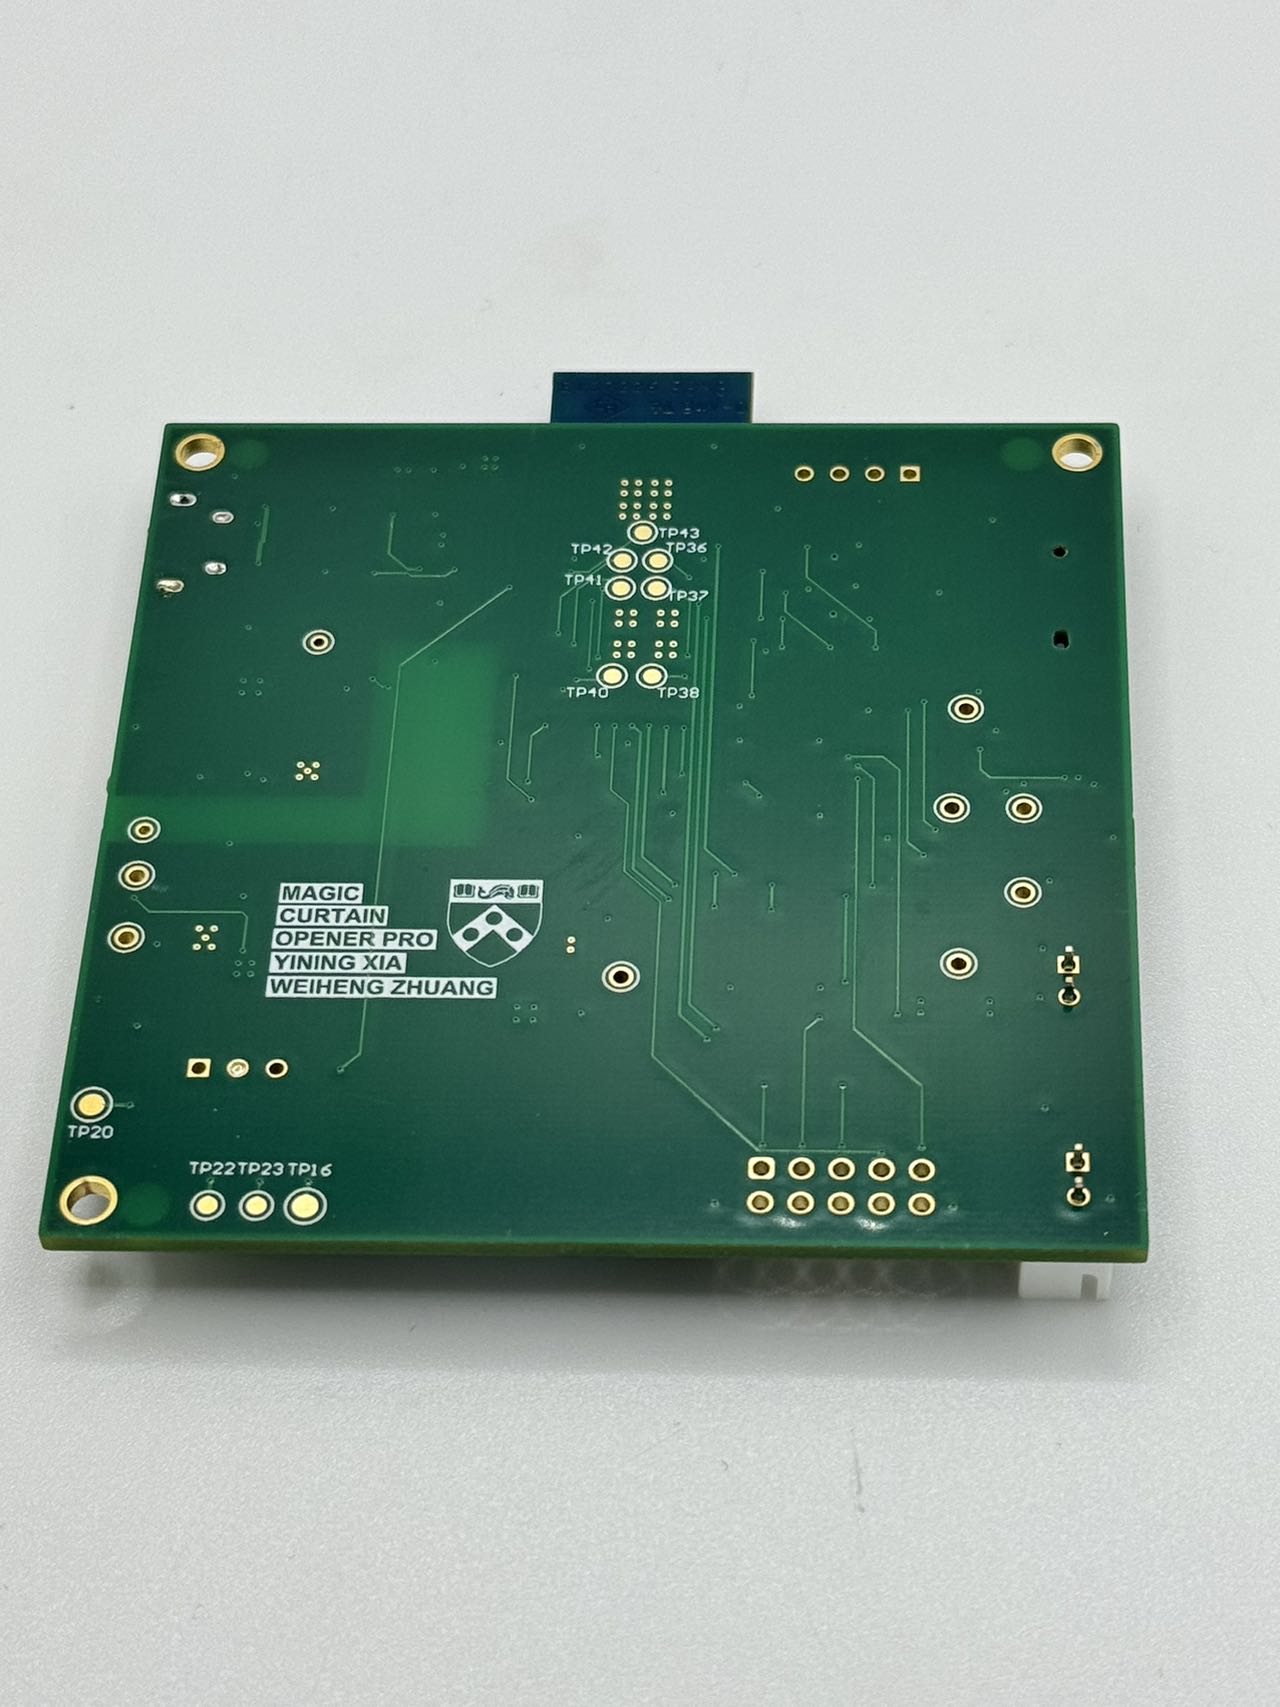 TP43
TP42 TP36
TP41 TP37
TP40 TP38
MAGIC
CURTAIN
OPENER PRO
YINING XIA
WEIHENG ZHUANG
TP20
TP22 TP23 TP16